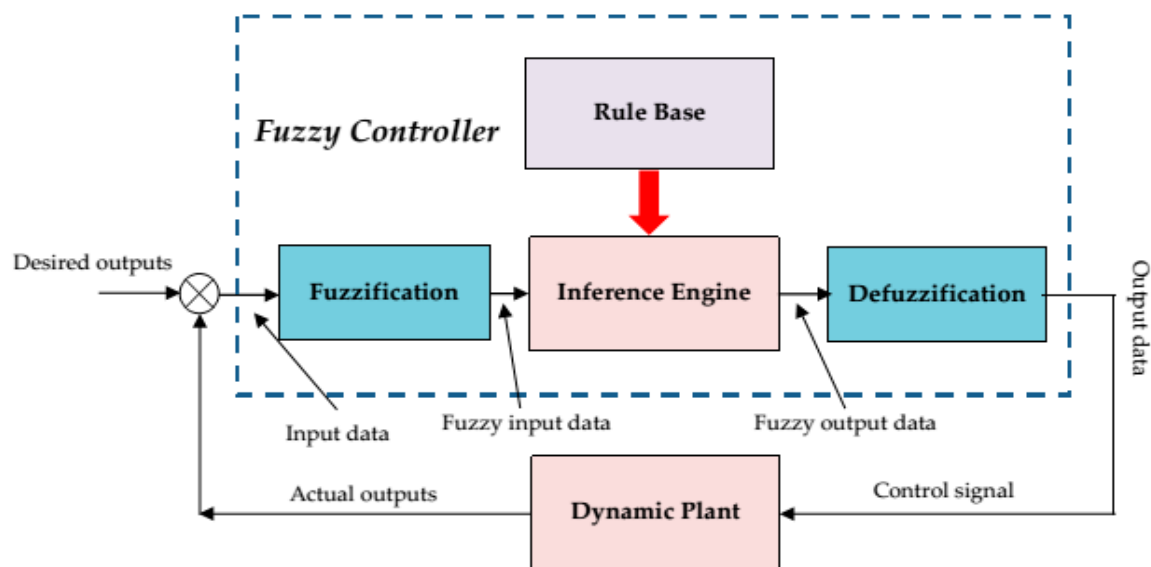 Rule Base
Fuzzy Controller
Desired outputs
Fuzzification
Inference Engine
Defuzzification
Output data
Input data
Fuzzy input data
Fuzzy output data
Actual outputs
Dynamic Plant
Control signal